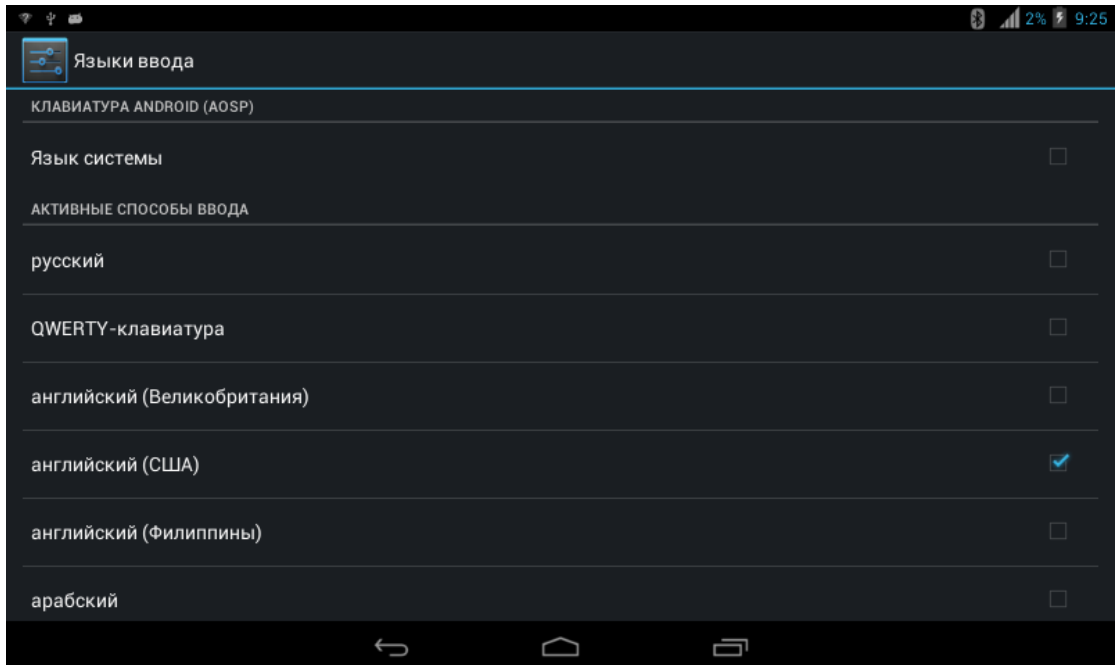 2% 9:25
Языки ввода
КЛАВИАТУРА ANDROID (AOSP)
Язык системы
АКТИВНЫЕ СПОСОБЫ ВВОДА
русский
QWERTY-клавиатура
английский (Великобритания)
английский (США)
английский (Филиппины)
арабский